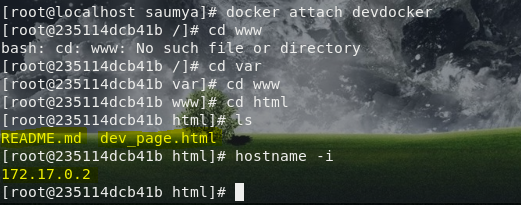 [root@localhost saumya]# docker attach devdocker
[root@235114dcb41b /]# cd www
bash: cd: www: No such file or directory
[root@235114dcb41b /]# cd var
[root@235114dcb41b var]# cd www
[root@235114dcb41b www]# cd html
[root@235114dcb41b html]# ls
README.md  dev_page.html
[root@235114dcb41b html]# hostname -i
172.17.0.2
[root@235114dcb41b html]#